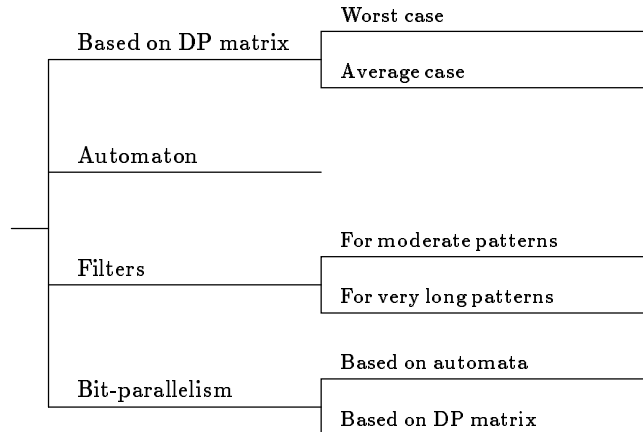 Worst case
Based on DP matrix
Average case
Automaton
For moderate patterns
Filters
For very long patterns
Based on automata
Bit-parallelism
Based on DP matrix